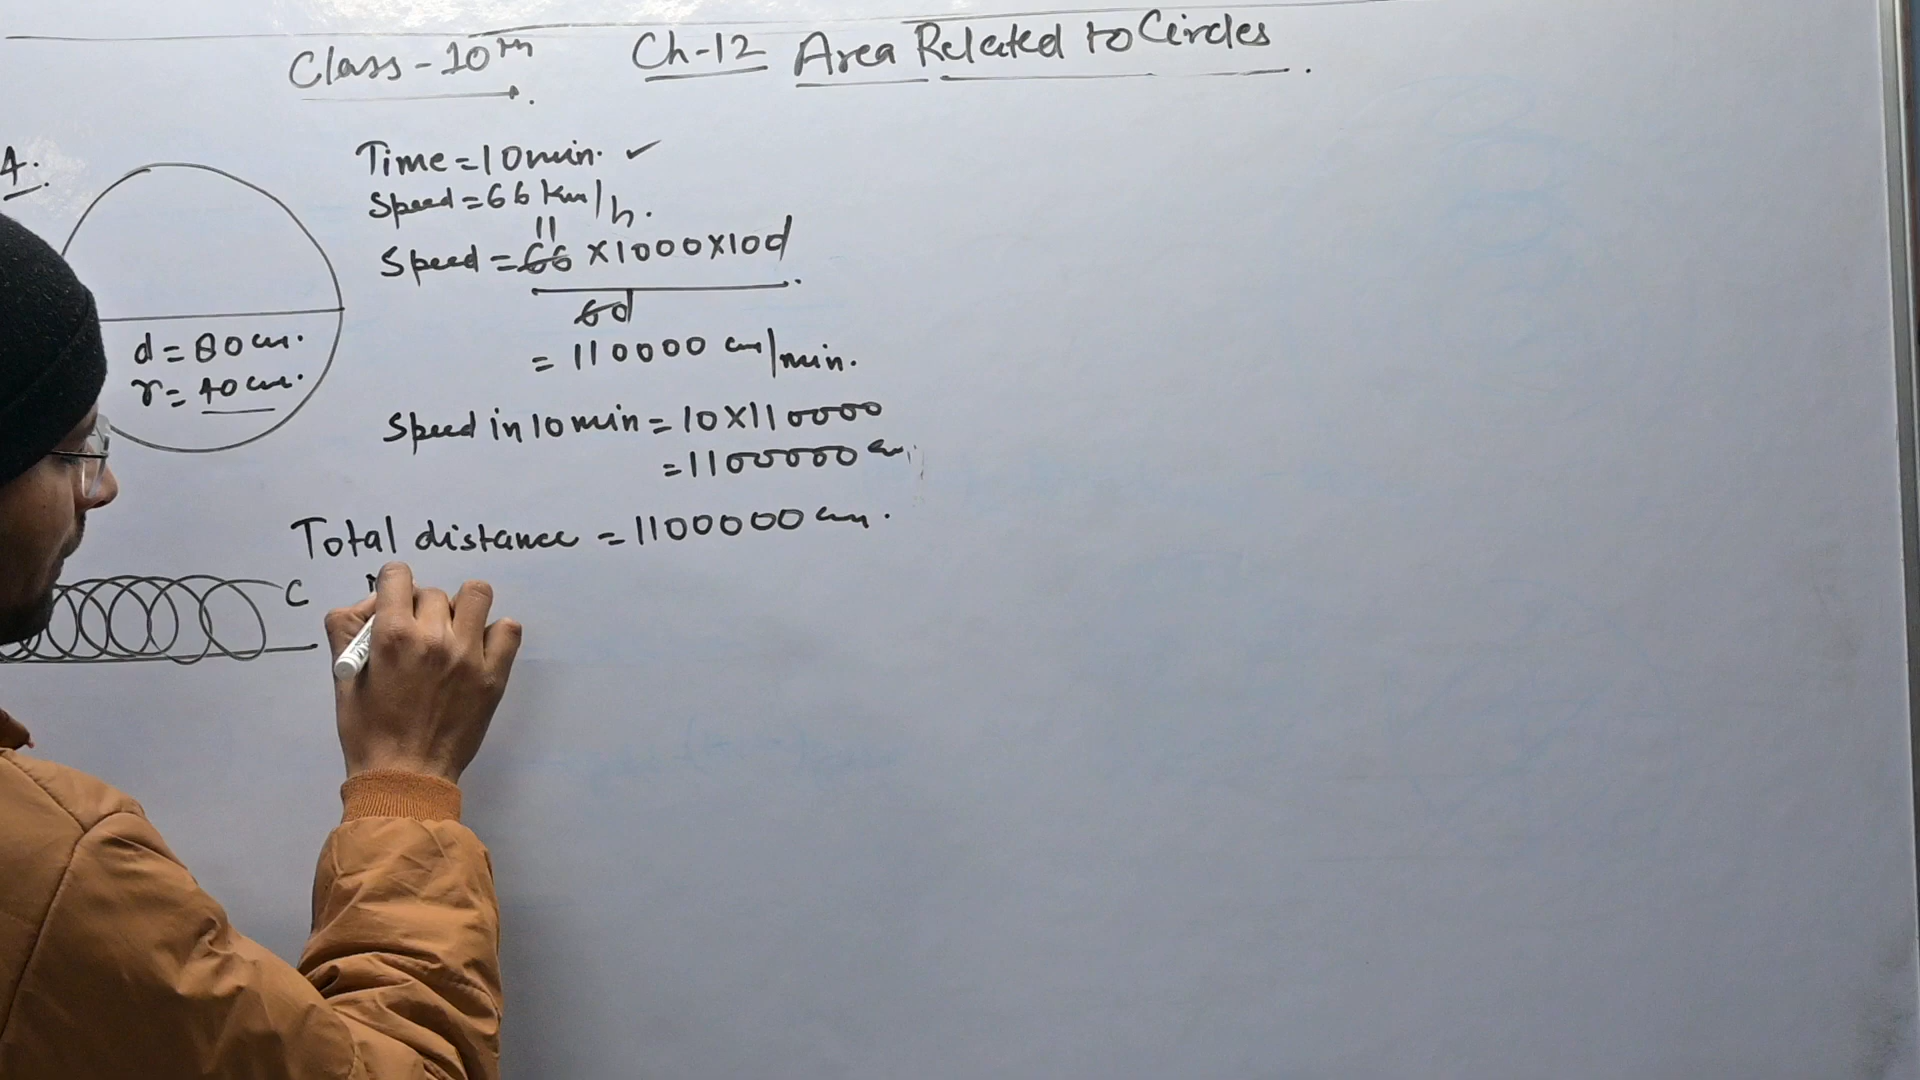 Class - 10th Ch-12 Area Related to Circles.
4.
Time = 10 min. ✓
Speed = 66 km/h.
11
Speed = 66 × 1000 × 100
60
= 110000 cm/min.
d = 80 cm.
r = 40 cm.
Speed in 10 min = 10 × 110000
= 1100000 cm.
Total distance = 1100000 cm.
C